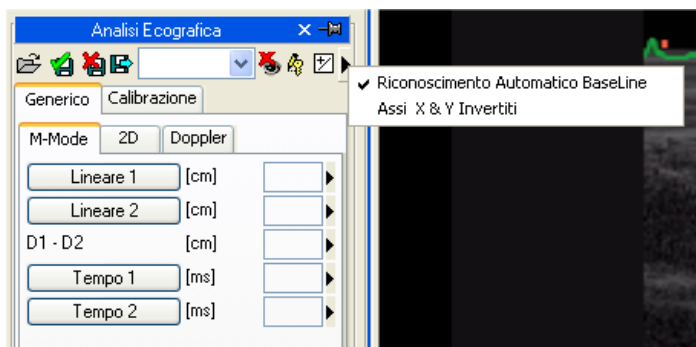 Analisi Ecografica
Riconoscimento Automatico BaseLine
Assi X & Y Invertiti
Generico Calibrazione
M-Mode 2D Doppler
Lineare 1 [cm]
Lineare 2 [cm]
D1 - D2 [cm]
Tempo 1 [ms]
Tempo 2 [ms]